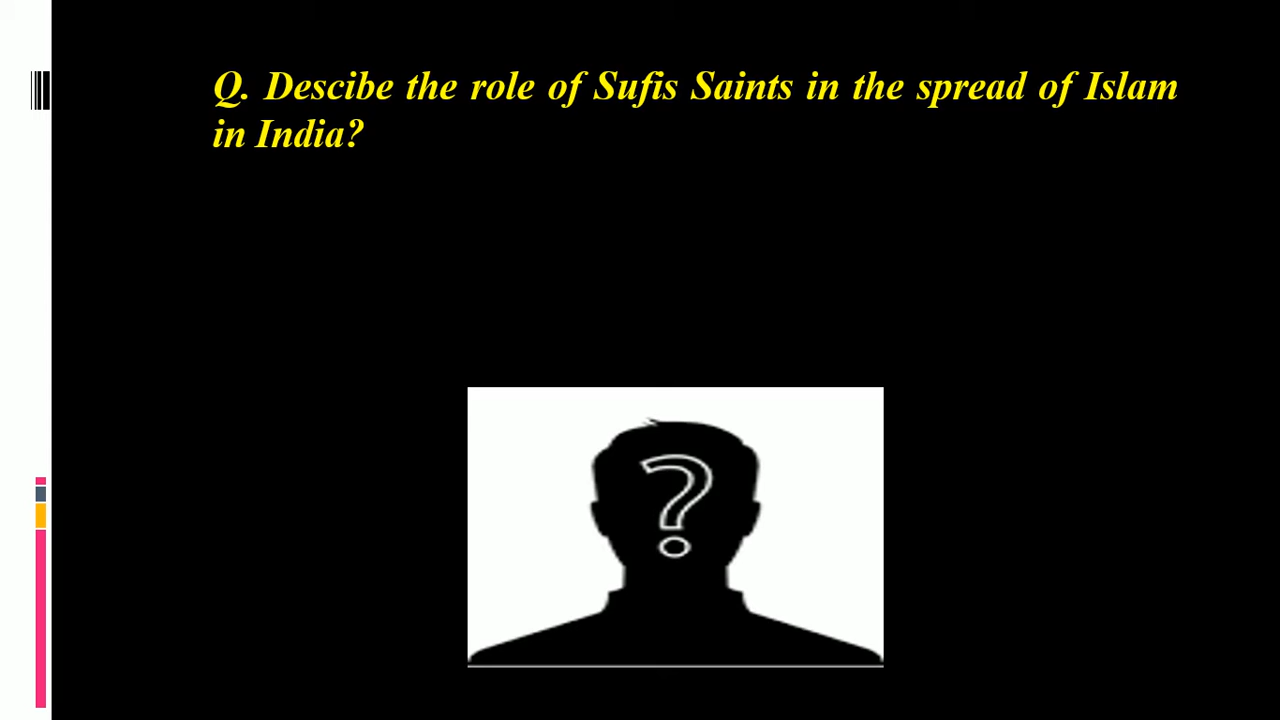 Q. Descibe the role of Sufis Saints in the spread of Islam
in India?
?